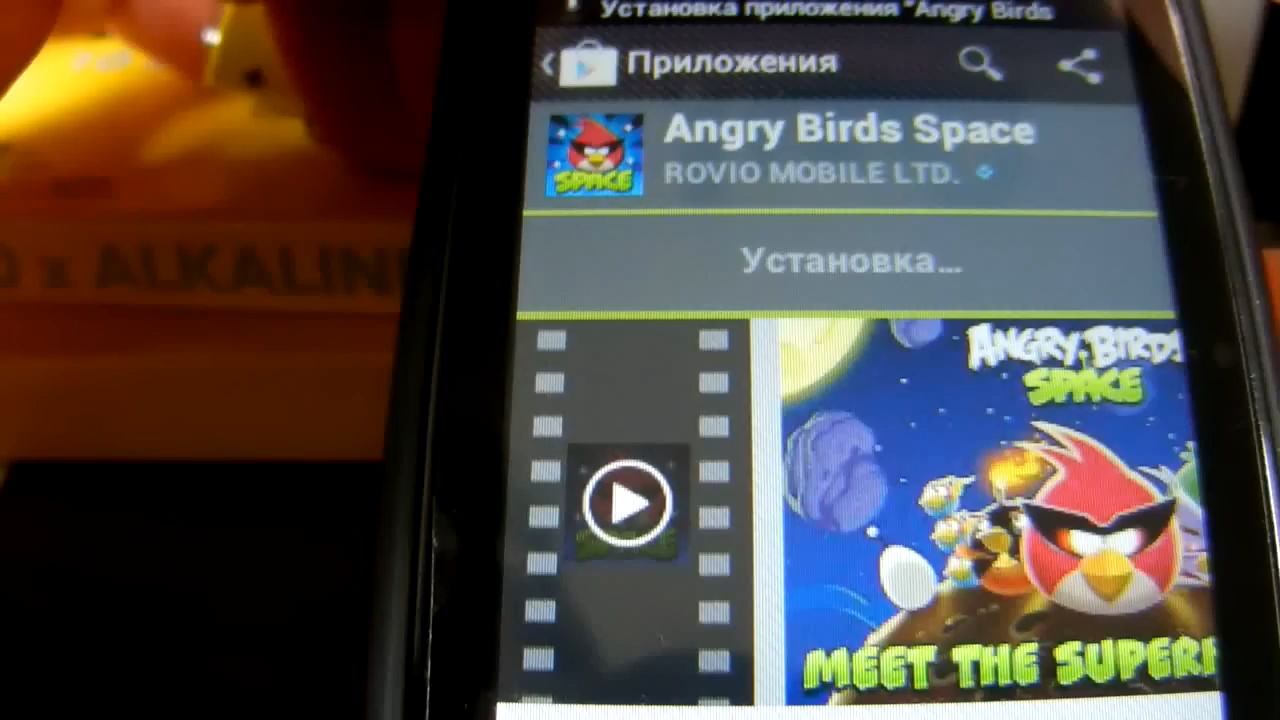 Установка приложения "Angry Birds
Приложения
Angry Birds Space
SPACE
ROVIO MOBILE LTD.
x ALKALINE
Установка...
ANGRY BIRDS
SPACE
MEET THE SUPER